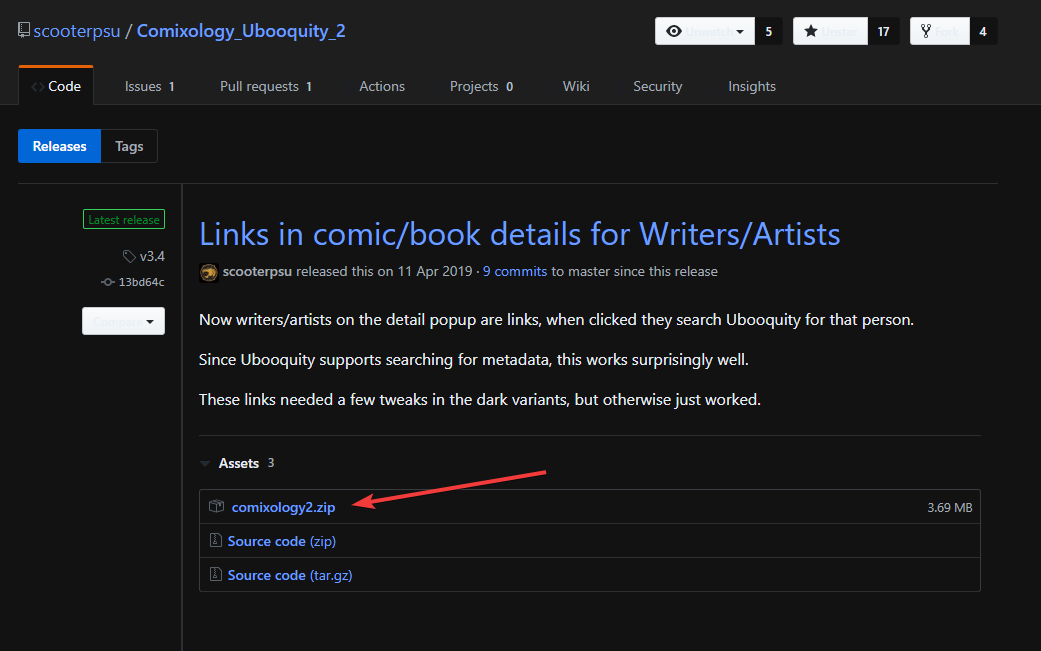 scooterpsu / Comixology_Ubooquity_2
Unwatch 5
Unstar 17
Fork 4
Code
Issues 1
Pull requests 1
Actions
Projects 0
Wiki
Security
Insights
Releases
Tags
Latest release
v3.4
13bd64c
Compare
Links in comic/book details for Writers/Artists
scooterpsu released this on 11 Apr 2019 · 9 commits to master since this release
Now writers/artists on the detail popup are links, when clicked they search Ubooquity for that person.
Since Ubooquity supports searching for metadata, this works surprisingly well.
These links needed a few tweaks in the dark variants, but otherwise just worked.
Assets 3
comixology2.zip 3.69 MB
Source code (zip)
Source code (tar.gz)